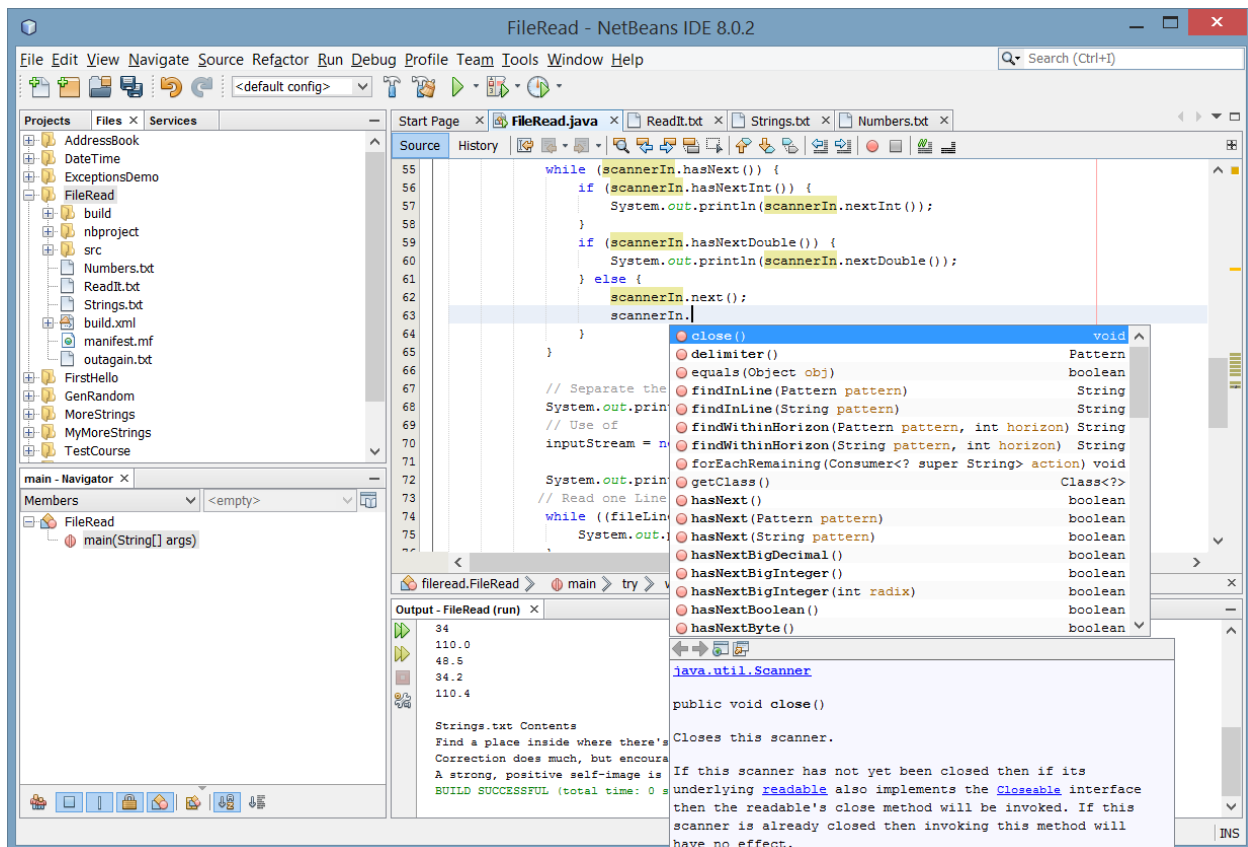 FileRead - NetBeans IDE 8.0.2
File Edit View Navigate Source Refactor Run Debug Profile Team Tools Window Help
Search (Ctrl+I)
<default config>
Projects Files Services
AddressBook
DateTime
ExceptionsDemo
FileRead
build
nbproject
src
Numbers.txt
ReadIt.txt
Strings.txt
build.xml
manifest.mf
outagain.txt
FirstHello
GenRandom
MoreStrings
MyMoreStrings
TestCourse
main - Navigator
Members <empty>
FileRead
main(String[] args)
Start Page FileRead.java ReadIt.txt Strings.txt Numbers.txt
Source History
55 while (scannerIn.hasNext()) {
56 if (scannerIn.hasNextInt()) {
57 System.out.println(scannerIn.nextInt());
58 }
59 if (scannerIn.hasNextDouble()) {
60 System.out.println(scannerIn.nextDouble());
61 } else {
62 scannerIn.next();
63 scannerIn.
64 }
65 }
66
67 // Separate the
68 System.out.prin
69 // Use of
70 inputStream = n
71
72 System.out.prin
73 // Read one Line
74 while ((fileLin
75 System.out.
close() void
delimiter() Pattern
equals(Object obj) boolean
findInLine(Pattern pattern) String
findInLine(String pattern) String
findWithinHorizon(Pattern pattern, int horizon) String
findWithinHorizon(String pattern, int horizon) String
forEachRemaining(Consumer<? super String> action) void
getClass() Class<?>
hasNext() boolean
hasNext(Pattern pattern) boolean
hasNext(String pattern) boolean
hasNextBigDecimal() boolean
hasNextBigInteger() boolean
hasNextBigInteger(int radix) boolean
hasNextBoolean() boolean
hasNextByte() boolean
fileread.FileRead main try
Output - FileRead (run)
34
110.0
48.5
34.2
110.4
Strings.txt Contents
Find a place inside where there's
Correction does much, but encoura
A strong, positive self-image is
BUILD SUCCESSFUL (total time: 0 s
java.util.Scanner
public void close()
Closes this scanner.
If this scanner has not yet been closed then if its
underlying readable also implements the Closeable interface
then the readable's close method will be invoked. If this
scanner is already closed then invoking this method will
have no effect.
INS